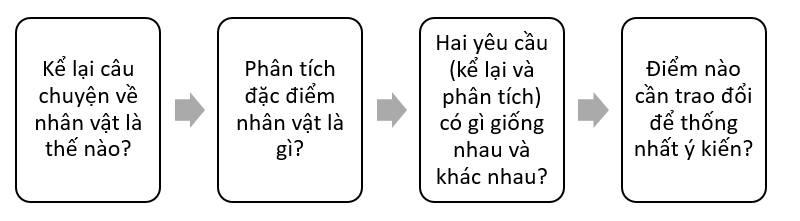 Kể lại câu
chuyện về
nhân vật là
thế nào?
Phân tích
đặc điểm
nhân vật là
gì?
Hai yêu cầu
(kể lại và
phân tích)
có gì giống
nhau và
khác nhau?
Điểm nào
cần trao đổi
để thống
nhất ý kiến?